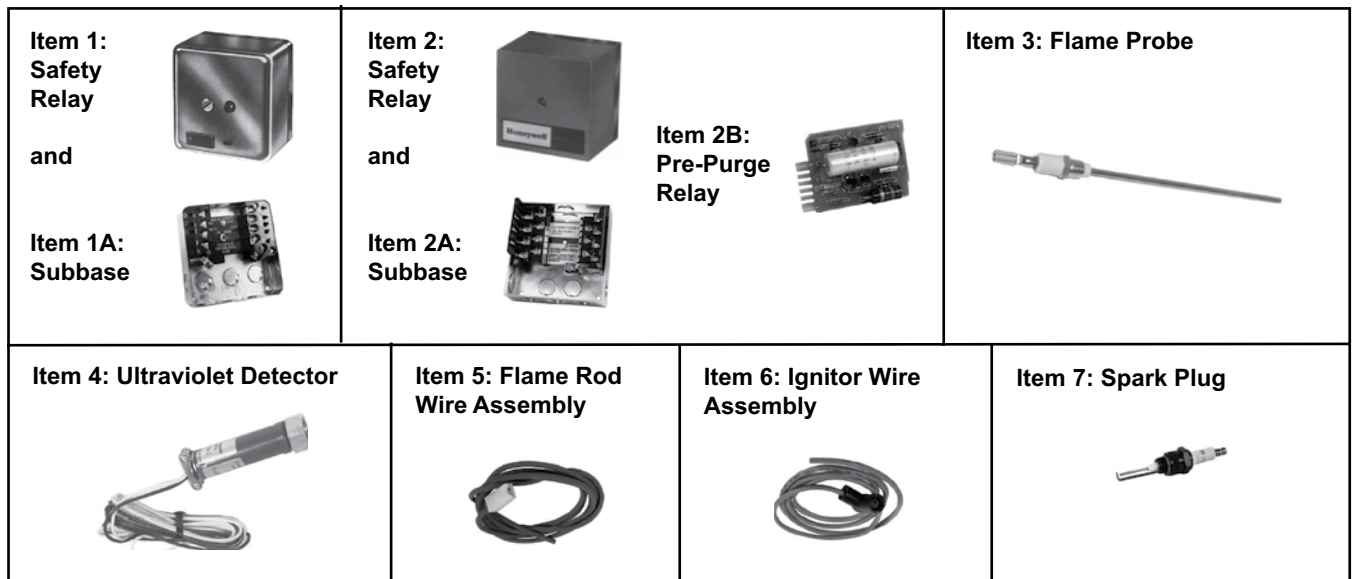 Item 1:
Safety
Relay
and
Item 1A:
Subbase
Item 2:
Safety
Relay
and
Item 2A:
Subbase
Honeywell
Item 2B:
Pre-Purge
Relay
Item 3: Flame Probe
Item 4: Ultraviolet Detector
Item 5: Flame Rod
Wire Assembly
Item 6: Ignitor Wire
Assembly
Item 7: Spark Plug